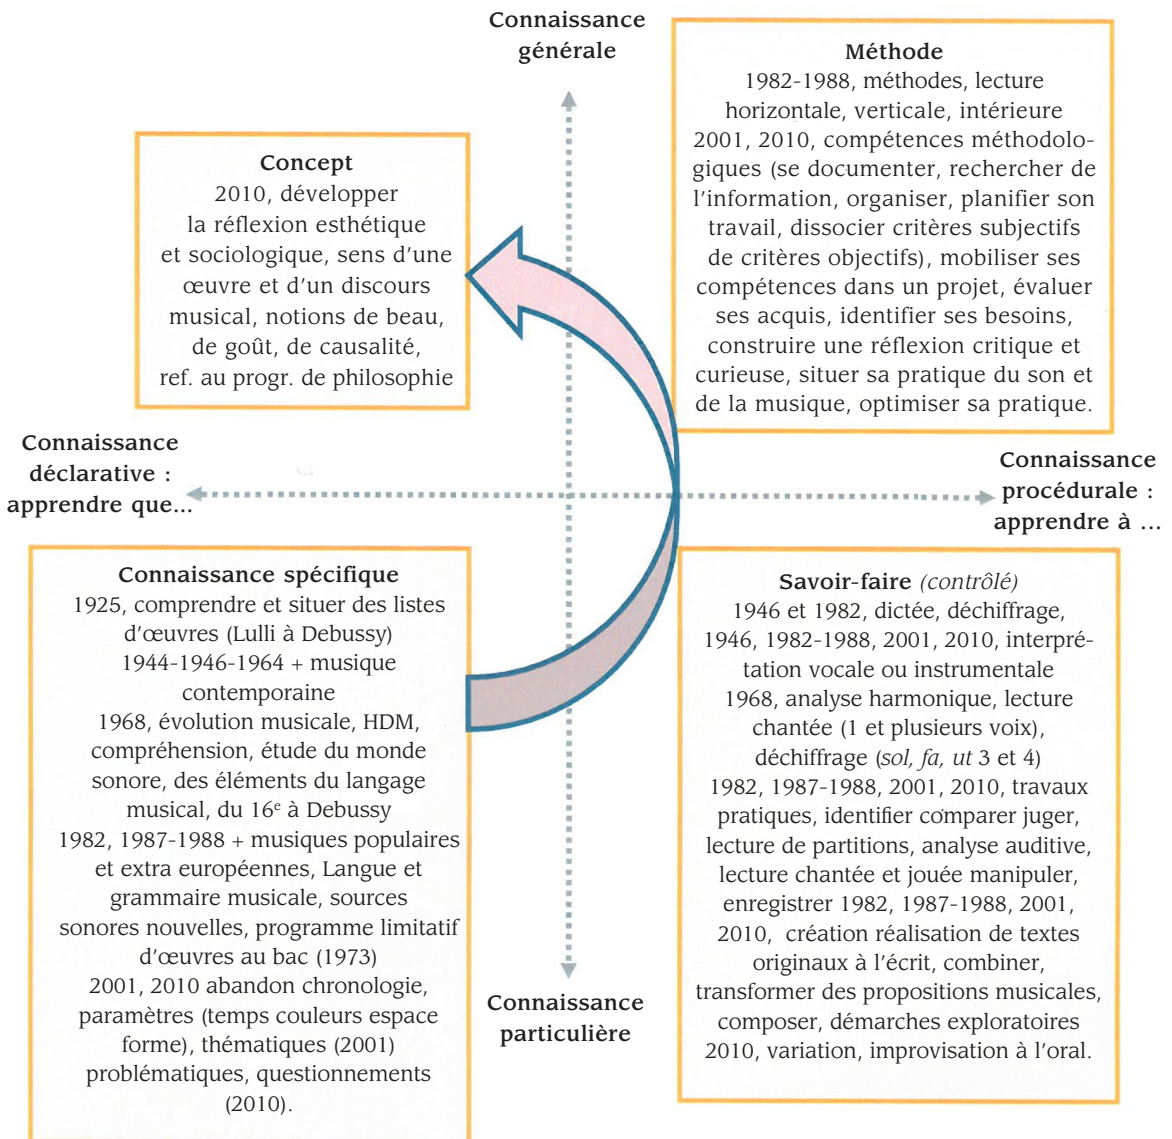 Connaissance
générale
Méthode
1982-1988, méthodes, lecture
horizontale, verticale, intérieure
2001, 2010, compétences méthodolo-
giques (se documenter, rechercher de
l'information, organiser, planifier son
travail, dissocier critères subjectifs
de critères objectifs), mobiliser ses
compétences dans un projet, évaluer
ses acquis, identifier ses besoins,
construire une réflexion critique et
curieuse, situer sa pratique du son et
de la musique, optimiser sa pratique.
Concept
2010, développer
la réflexion esthétique
et sociologique, sens d'une
œuvre et d'un discours
musical, notions de beau,
de goût, de causalité,
ref. au progr. de philosophie
Connaissance
déclarative :
apprendre que...
Connaissance
procédurale :
apprendre à ...
Connaissance spécifique
1925, comprendre et situer des listes
d'œuvres (Lulli à Debussy)
1944-1946-1964 + musique
contemporaine
1968, évolution musicale, HDM,
compréhension, étude du monde
sonore, des éléments du langage
musical, du 16e à Debussy
1982, 1987-1988 + musiques populaires
et extra européennes, Langue et
grammaire musicale, sources
sonores nouvelles, programme limitatif
d'œuvres au bac (1973)
2001, 2010 abandon chronologie,
paramètres (temps couleurs espace
forme), thématiques (2001)
problématiques, questionnements
(2010).
Savoir-faire (contrôlé)
1946 et 1982, dictée, déchiffrage,
1946, 1982-1988, 2001, 2010, interpré-
tation vocale ou instrumentale
1968, analyse harmonique, lecture
chantée (1 et plusieurs voix),
déchiffrage (sol, fa, ut 3 et 4)
1982, 1987-1988, 2001, 2010, travaux
pratiques, identifier comparer juger,
lecture de partitions, analyse auditive,
lecture chantée et jouée manipuler,
enregistrer 1982, 1987-1988, 2001,
2010, création réalisation de textes
originaux à l'écrit, combiner,
transformer des propositions musicales,
composer, démarches exploratoires
2010, variation, improvisation à l'oral.
Connaissance
particulière